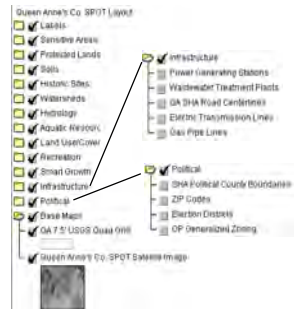 Queen Anne's Co. SPOT Layout
Labels
Sensitive Areas
Protected Lands
Soils
Historic Sites
Watersheds
Hydrology
Aquatic Resourc
Land Use/Cover
Recreation
Smart Growth
Infrastructure
Political
Base Maps
QA 7.5' USGS Quad Grid
Queen Anne's Co. SPOT Satellite Image
Infrastructure
Power Generating Stations
Wastewater Treatment Plants
QA SHA Road Centerlines
Electric Transmission Lines
Gas Pipe Lines
Political
SHA Political County Boundaries
ZIP Codes
Election Districts
OP Generalized Zoning